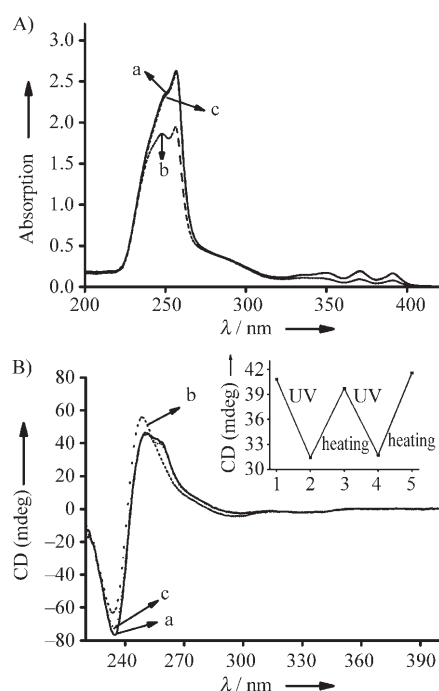 A)
3.0
2.5
2.0
1.5
1.0
0.5
0.0
Absorption
a
c
b
200 250 300 350 400
λ / nm
B)
80
60
40
20
0
–20
–40
–60
–80
CD (mdeg)
b
c
a
240 270 300 330 360 390
λ / nm
42
39
36
33
30
CD (mdeg)
UV
UV
heating
heating
1 2 3 4 5